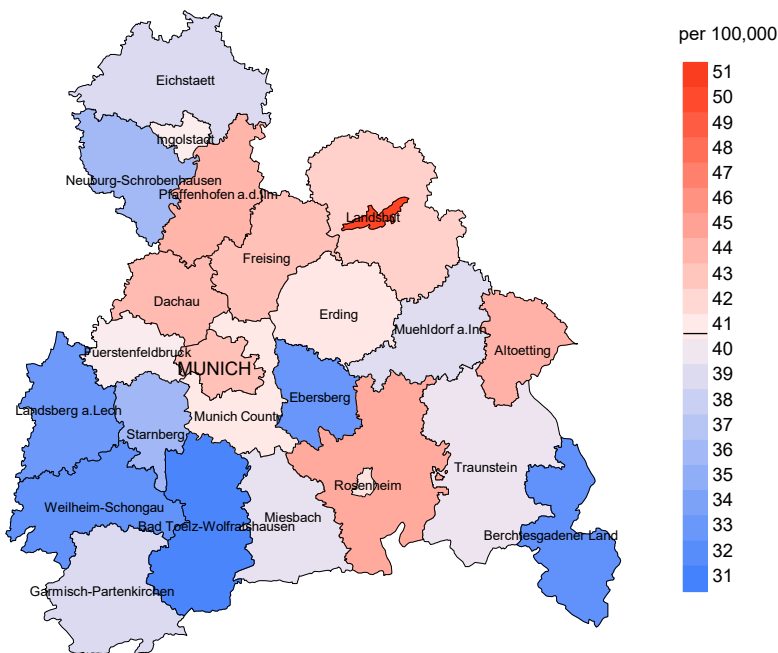 per 100,000
Eichstaett
Ingolstadt
Neuburg-Schrobenhausen
Pfaffenhofen a.d.Ilm
Landshut
Freising
Dachau
Erding
Muehldorf a.Inn
Altoetting
Fuerstenfeldbruck
MUNICH
Ebersberg
Landsberg a.Lech
Munich County
Starnberg
Traunstein
Rosenheim
Weilheim-Schongau
Miesbach
Bad Toelz-Wolfratshausen
Berchtesgadener Land
Garmisch-Partenkirchen
51
50
49
48
47
46
45
44
43
42
41
40
39
38
37
36
35
34
33
32
31